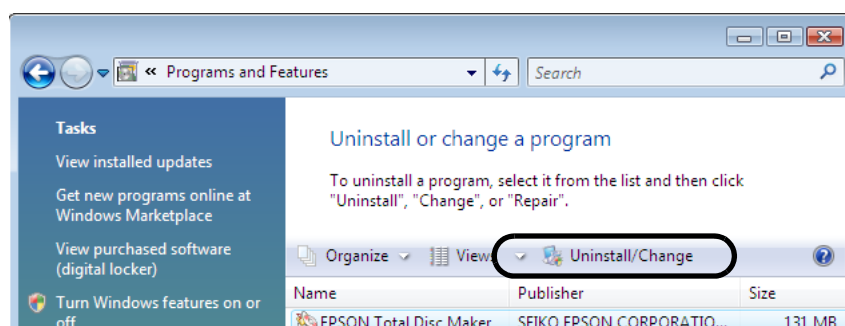 « Programs and Features
Search
Tasks
View installed updates
Get new programs online at
Windows Marketplace
View purchased software
(digital locker)
Turn Windows features on or
off
Uninstall or change a program
To uninstall a program, select it from the list and then click
"Uninstall", "Change", or "Repair".
Organize Views Uninstall/Change
Name Publisher Size
EPSON Total Disc Maker SEIKO EPSON CORPORATIO... 131 MB